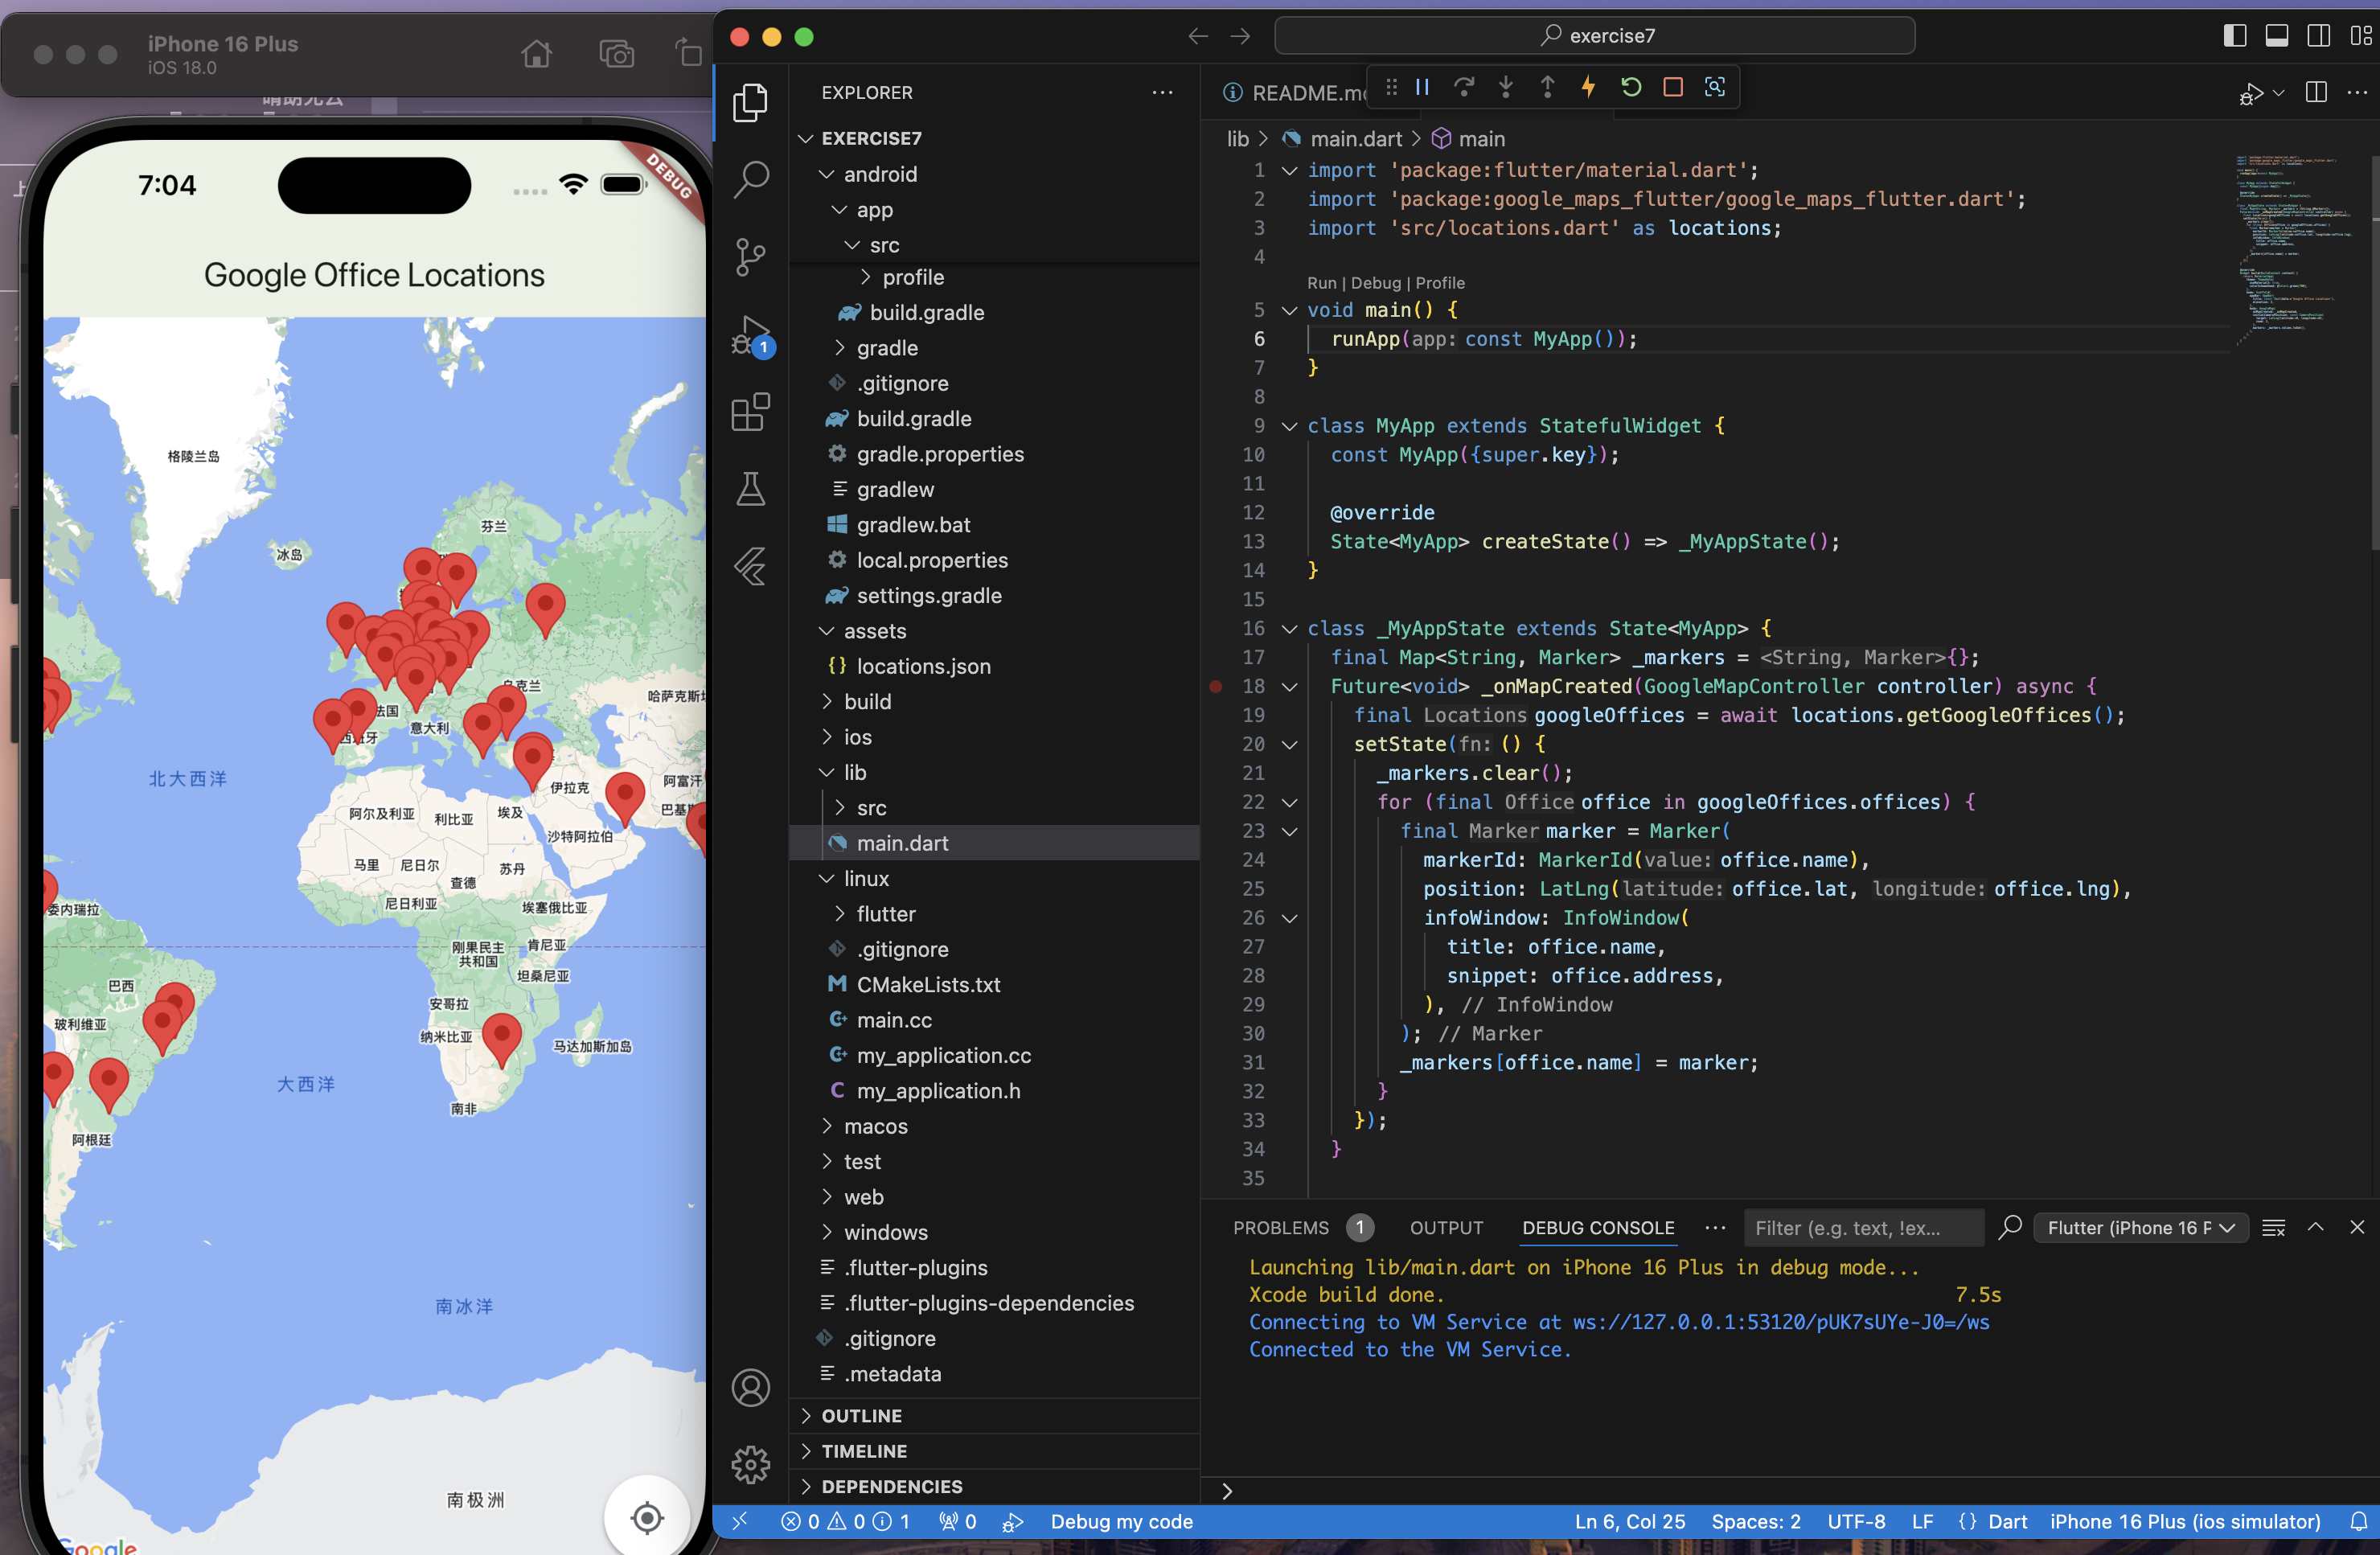 iPhone 16 Plus
iOS 18.0
7:04
DEBUG
Google Office Locations
格陵兰岛
芬兰
冰岛
乌克兰
哈萨克斯坦
法国
意大利
西班牙
北大西洋
伊拉克
阿富汗
阿尔及利亚
利比亚
埃及
沙特阿拉伯
马里
尼日尔
查德
苏丹
委内瑞拉
尼日利亚
埃塞俄比亚
刚果民主
共和国
肯尼亚
坦桑尼亚
巴西
玻利维亚
安哥拉
纳米比亚
马达加斯加岛
大西洋
南非
阿根廷
南冰洋
南极洲
Google
exercise7
EXPLORER
EXERCISE7
android
app
src
profile
build.gradle
gradle
.gitignore
build.gradle
gradle.properties
gradlew
gradlew.bat
local.properties
settings.gradle
assets
locations.json
build
ios
lib
src
main.dart
linux
flutter
.gitignore
CMakeLists.txt
main.cc
my_application.cc
my_application.h
macos
test
web
windows
.flutter-plugins
.flutter-plugins-dependencies
.gitignore
.metadata
OUTLINE
TIMELINE
DEPENDENCIES
1
README.m
lib > main.dart > main
1 import 'package:flutter/material.dart';
2 import 'package:google_maps_flutter/google_maps_flutter.dart';
3 import 'src/locations.dart' as locations;
4
Run | Debug | Profile
5 void main() {
6 runApp(app: const MyApp());
7 }
8
9 class MyApp extends StatefulWidget {
10 const MyApp({super.key});
11
12 @override
13 State<MyApp> createState() => _MyAppState();
14 }
15
16 class _MyAppState extends State<MyApp> {
17 final Map<String, Marker> _markers = <String, Marker>{};
18 Future<void> _onMapCreated(GoogleMapController controller) async {
19 final Locations googleOffices = await locations.getGoogleOffices();
20 setState(fn: () {
21 _markers.clear();
22 for (final Office office in googleOffices.offices) {
23 final Marker marker = Marker(
24 markerId: MarkerId(value: office.name),
25 position: LatLng(latitude: office.lat, longitude: office.lng),
26 infoWindow: InfoWindow(
27 title: office.name,
28 snippet: office.address,
29 ), // InfoWindow
30 ); // Marker
31 _markers[office.name] = marker;
32 }
33 });
34 }
35
PROBLEMS 1 OUTPUT DEBUG CONSOLE ··· Filter (e.g. text, !ex... Flutter (iPhone 16 P
Launching lib/main.dart on iPhone 16 Plus in debug mode...
Xcode build done. 7.5s
Connecting to VM Service at ws://127.0.0.1:53120/pUK7sUYe-J0=/ws
Connected to the VM Service.
0 0 1 0 Debug my code Ln 6, Col 25 Spaces: 2 UTF-8 LF {} Dart iPhone 16 Plus (ios simulator)